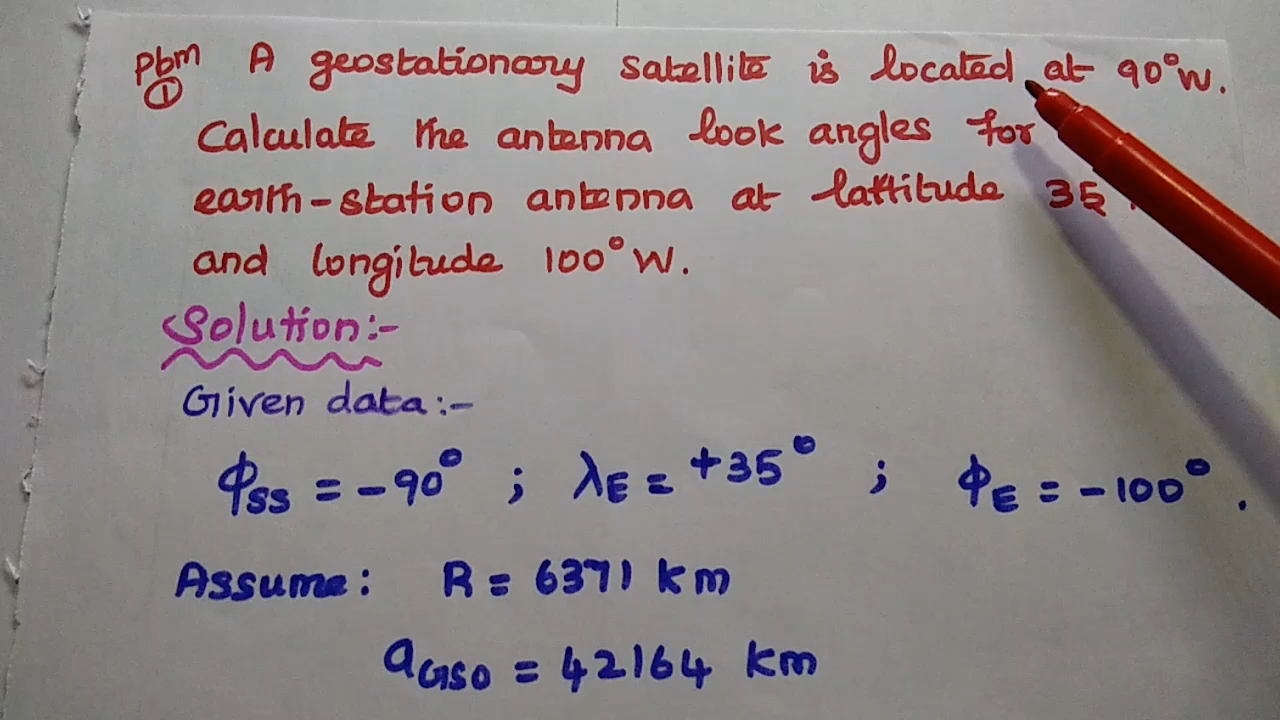 Pbm ① A geostationary satellite is located at 90°W.
Calculate the antenna look angles for
earth-station antenna at lattitude 35
and longitude 100°W.
Solution:-
Given data:-
ϕSS = -90° ; λE = +35° ; ϕE = -100° .
Assume: R = 6371 km
aGSO = 42164 km